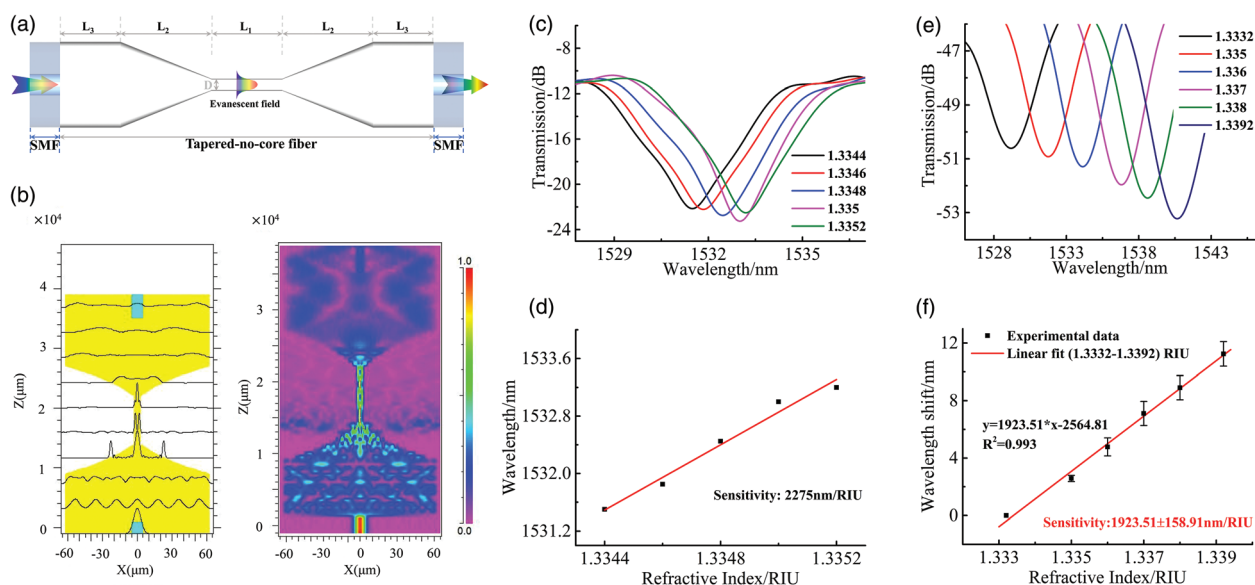 (a)
L₃ L₂ L₁ L₂ L₃
D
Evanescent field
SMF Tapered-no-core fiber SMF
(b)
×10⁴ ×10⁴
Z(μm)
4
3
2
1
0
-60 -30 0 30 60
X(μm)
Z(μm)
3
2
1
0
-60 -30 0 30 60
X(μm)
1.0
0.0
(c)
Transmission/dB
-8
-12
-16
-20
-24
1529 1532 1535
Wavelength/nm
1.3344
1.3346
1.3348
1.335
1.3352
(d)
Wavelength/nm
1533.6
1532.8
1532.0
1531.2
1.3344 1.3348 1.3352
Refractive Index/RIU
Sensitivity: 2275nm/RIU
(e)
Transmission/dB
-47
-49
-51
-53
1528 1533 1538 1543
Wavelength/nm
1.3332
1.335
1.336
1.337
1.338
1.3392
(f)
Wavelength shift/nm
12
8
4
0
1.333 1.335 1.337 1.339
Refractive Index/RIU
Experimental data
Linear fit (1.3332-1.3392) RIU
y=1923.51*x-2564.81
R²=0.993
Sensitivity:1923.51±158.91nm/RIU